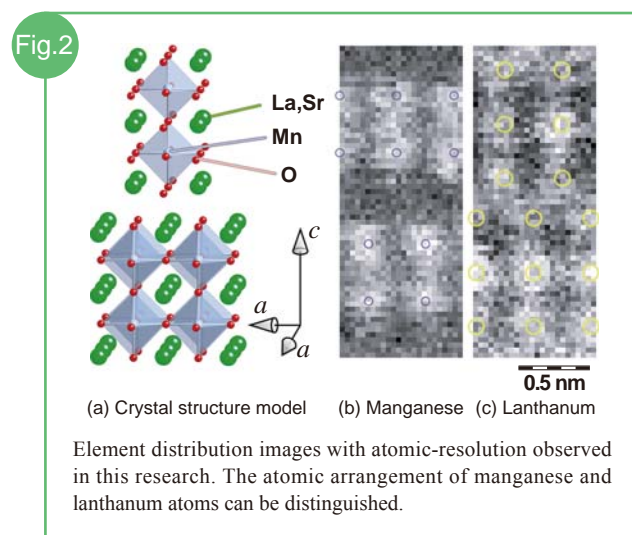 Fig.2
La,Sr
Mn
O
c
a
a
0.5 nm
(a) Crystal structure model
(b) Manganese
(c) Lanthanum
Element distribution images with atomic-resolution observed
in this research. The atomic arrangement of manganese and
lanthanum atoms can be distinguished.